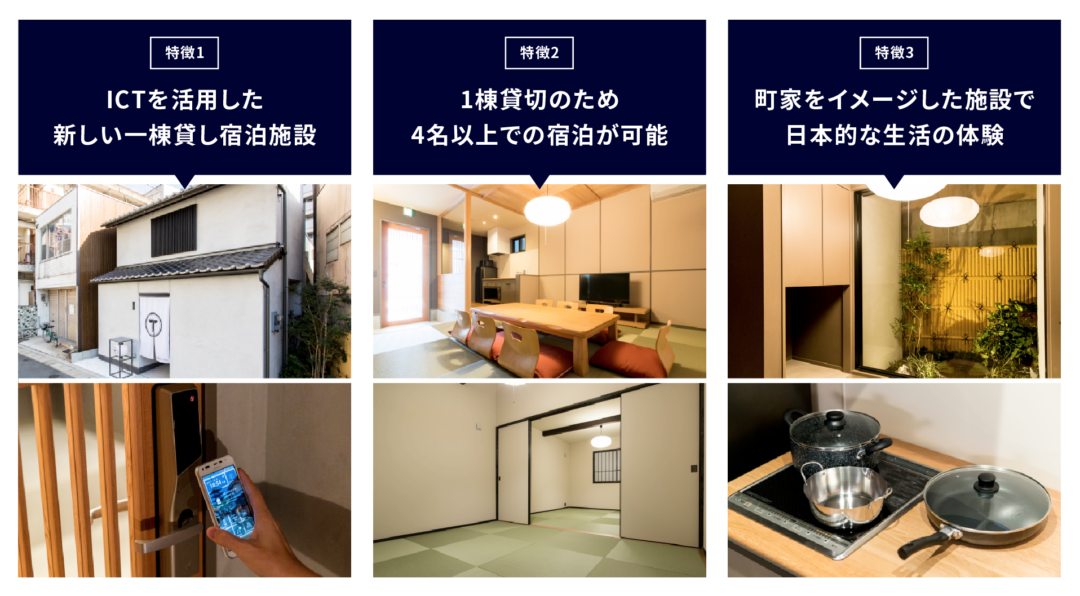 特徴1
ICTを活用した
新しい一棟貸し宿泊施設
特徴2
1棟貸切のため
4名以上での宿泊が可能
特徴3
町家をイメージした施設で
日本的な生活の体験